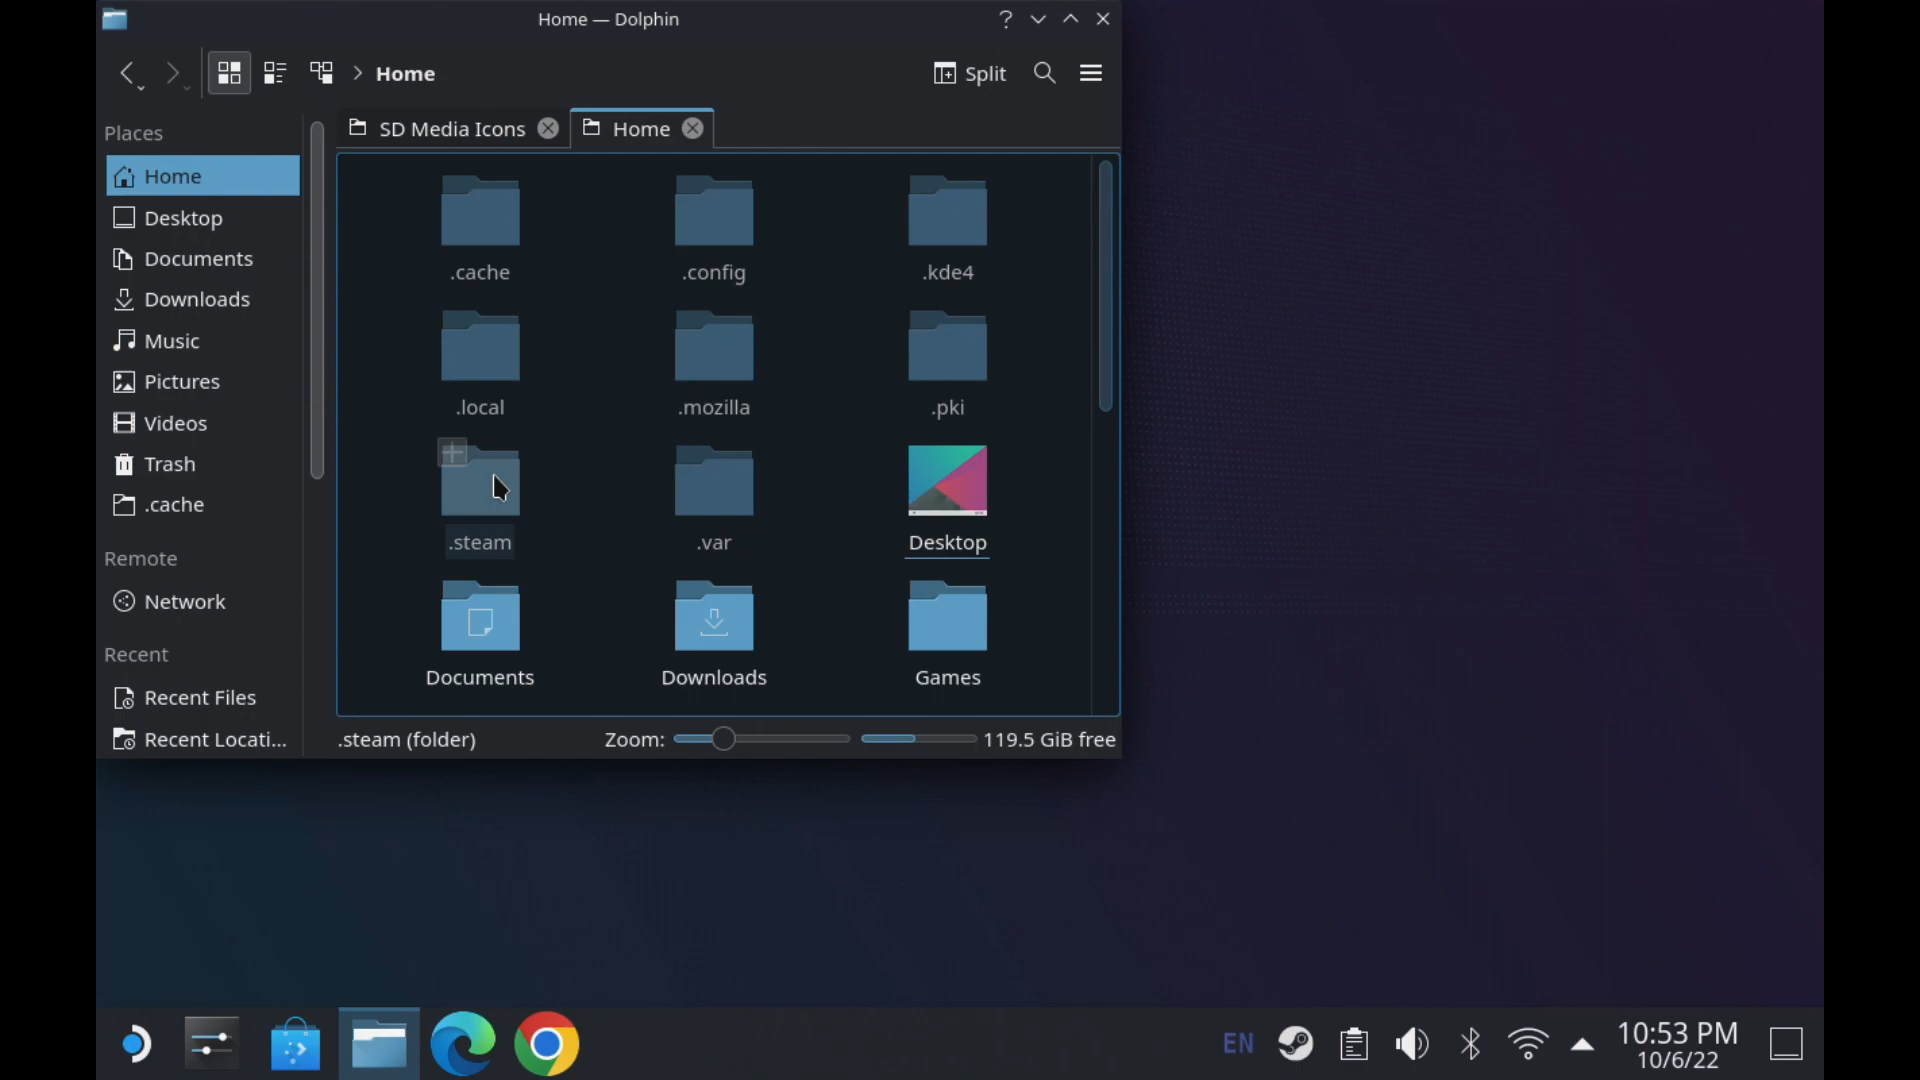 Home — Dolphin
Home
Split
SD Media Icons
Home
Places
Home
Desktop
Documents
Downloads
Music
Pictures
Videos
Trash
.cache
Remote
Network
Recent
Recent Files
Recent Locati...
.cache
.config
.kde4
.local
.mozilla
.pki
.steam
.var
Desktop
Documents
Downloads
Games
.steam (folder)
Zoom:
119.5 GiB free
EN
10:53 PM
10/6/22